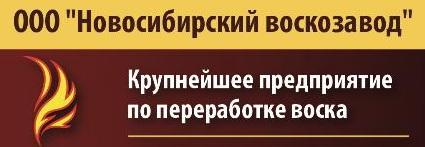 ООО "Новосибирский воскозавод"
Крупнейшее предприятие
по переработке воска